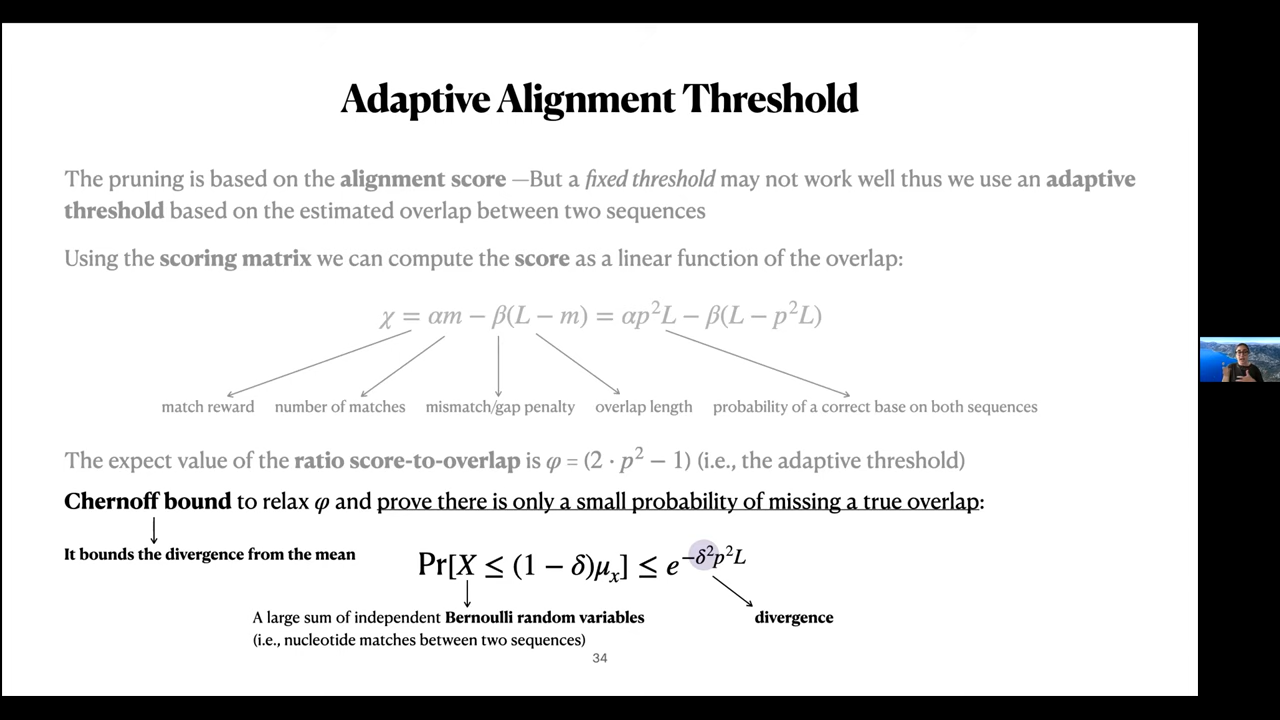 Adaptive Alignment Threshold
The pruning is based on the alignment score —But a fixed threshold may not work well thus we use an adaptive
threshold based on the estimated overlap between two sequences
Using the scoring matrix we can compute the score as a linear function of the overlap:
χ = αm − β(L − m) = αp²L − β(L − p²L)
match reward number of matches mismatch/gap penalty overlap length probability of a correct base on both sequences
The expect value of the ratio score-to-overlap is φ = (2 · p² − 1) (i.e., the adaptive threshold)
Chernoff bound to relax φ and prove there is only a small probability of missing a true overlap:
It bounds the divergence from the mean
Pr[X ≤ (1 − δ)μₓ] ≤ e^{−δ²p²L}
A large sum of independent Bernoulli random variables
(i.e., nucleotide matches between two sequences)
divergence
34